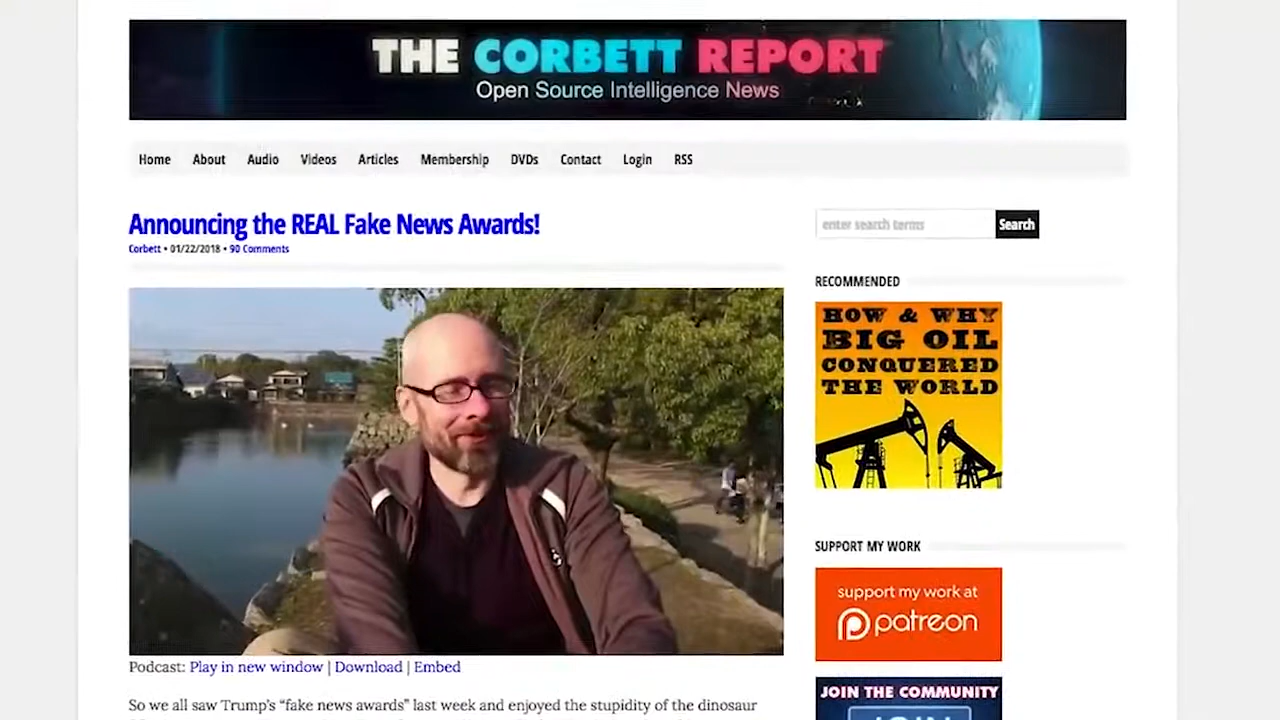 THE CORBETT REPORT
Open Source Intelligence News
Home About Audio Videos Articles Membership DVDs Contact Login RSS
Announcing the REAL Fake News Awards!
Corbett • 01/22/2018 • 90 Comments
enter search terms Search
RECOMMENDED
HOW & WHY
BIG OIL
CONQUERED
THE WORLD
SUPPORT MY WORK
support my work at
patreon
JOIN THE COMMUNITY
JOIN
Podcast: Play in new window | Download | Embed
So we all saw Trump's “fake news awards” last week and enjoyed the stupidity of the dinosaur